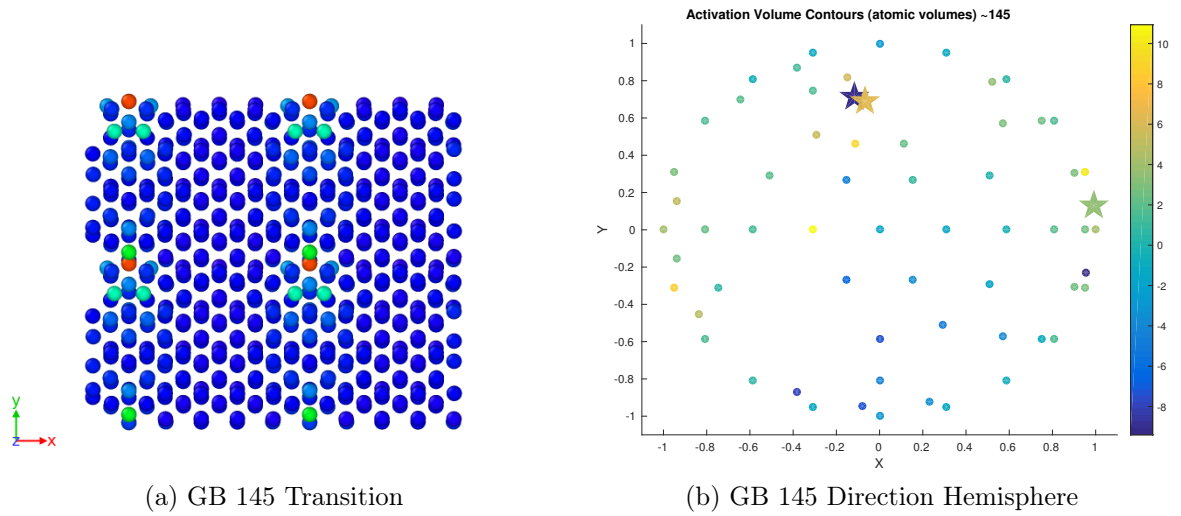 Activation Volume Contours (atomic volumes) ~145
1
0.8
0.6
0.4
0.2
0
-0.2
-0.4
-0.6
-0.8
-1
Y
-1 -0.8 -0.6 -0.4 -0.2 0 0.2 0.4 0.6 0.8 1
X
10
8
6
4
2
0
-2
-4
-6
-8
y
z x
(a) GB 145 Transition
(b) GB 145 Direction Hemisphere